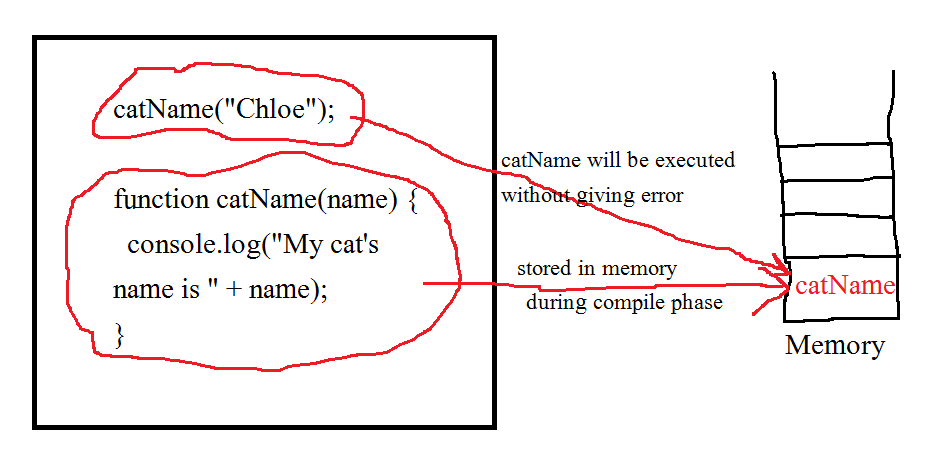 catName("Chloe");
function catName(name) {
console.log("My cat's
name is " + name);
}
catName will be executed
without giving error
stored in memory
during compile phase
catName
Memory